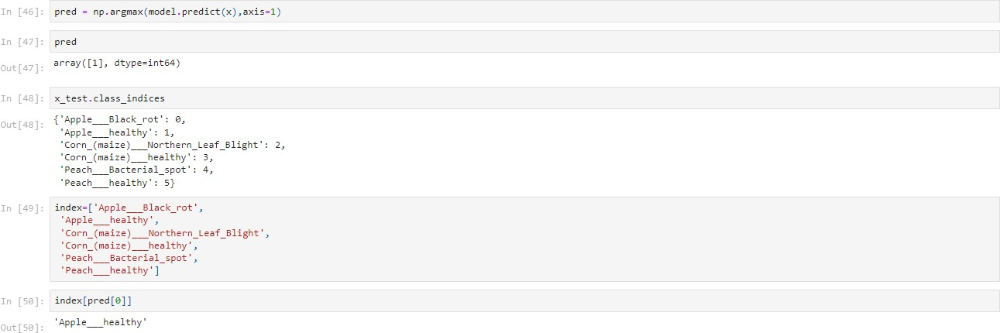 In [46]: pred = np.argmax(model.predict(x),axis=1)
In [47]: pred
Out[47]: array([1], dtype=int64)
In [48]: x_test.class_indices
Out[48]: {'Apple___Black_rot': 0,
'Apple___healthy': 1,
'Corn_(maize)___Northern_Leaf_Blight': 2,
'Corn_(maize)___healthy': 3,
'Peach___Bacterial_spot': 4,
'Peach___healthy': 5}
In [49]: index=['Apple___Black_rot',
'Apple___healthy',
'Corn_(maize)___Northern_Leaf_Blight',
'Corn_(maize)___healthy',
'Peach___Bacterial_spot',
'Peach___healthy']
In [50]: index[pred[0]]
Out[50]: 'Apple___healthy'